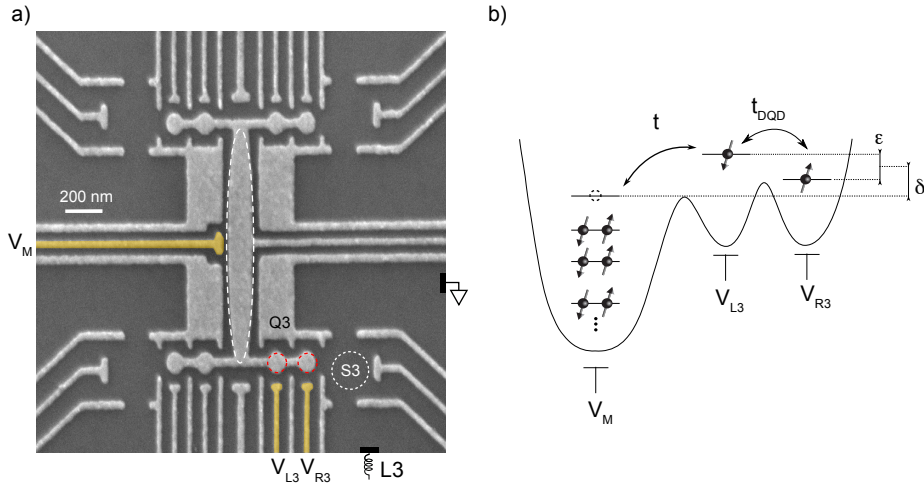 a)
200 nm
V_M
Q3
S3
V_L3 V_R3
L3
b)
t
t_DQD
ε
δ
V_L3
V_R3
V_M